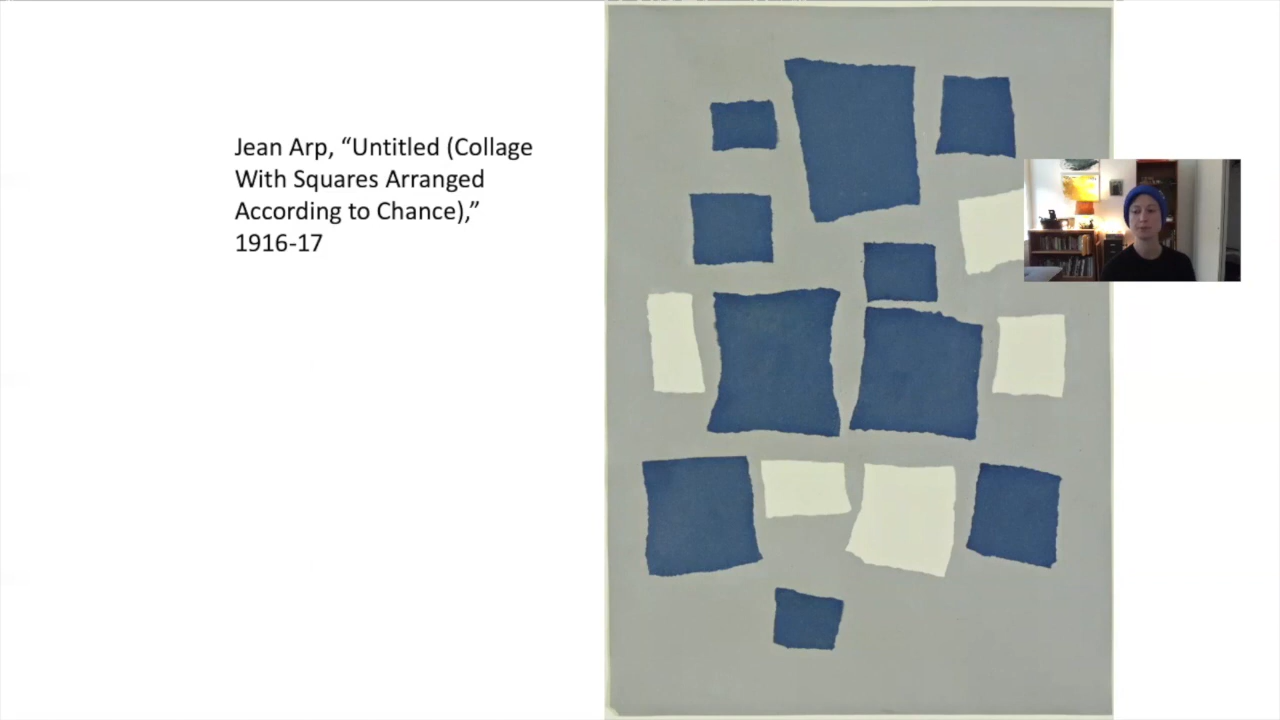 Jean Arp, “Untitled (Collage
With Squares Arranged
According to Chance),”
1916-17